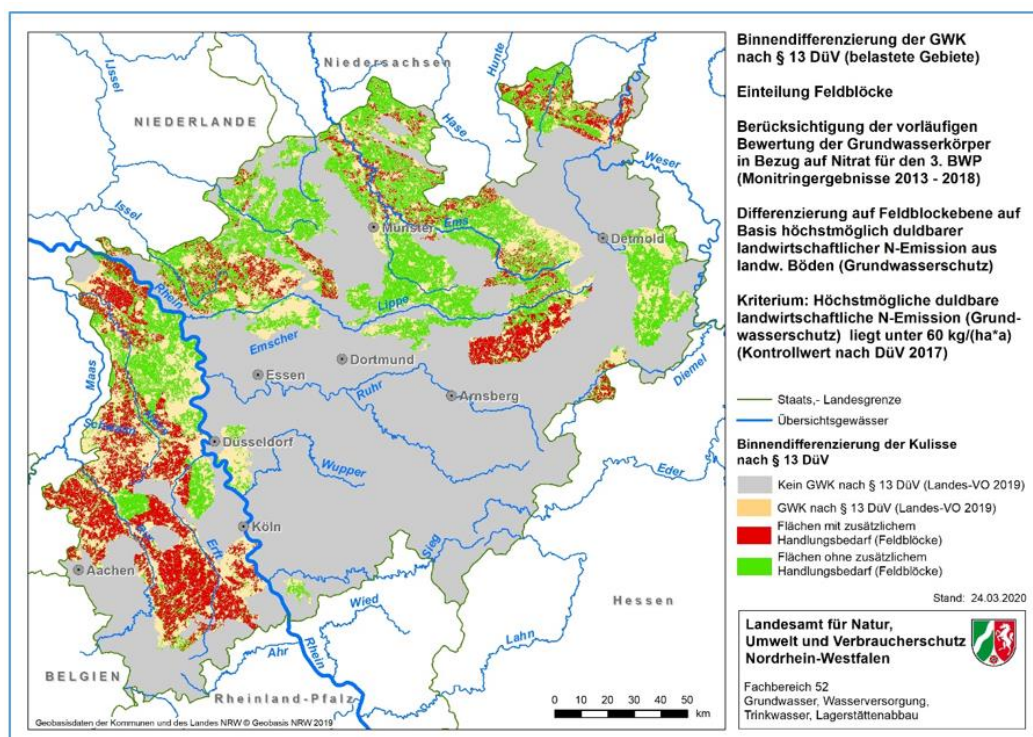 Binnendifferenzierung der GWK
nach § 13 DüV (belastete Gebiete)
Einteilung Feldblöcke
Berücksichtigung der vorläufigen
Bewertung der Grundwasserkörper
in Bezug auf Nitrat für den 3. BWP
(Monitringergebnisse 2013 - 2018)
Differenzierung auf Feldblockebene auf
Basis höchstmöglich duldbarer
landwirtschaftlicher N-Emission aus
landw. Böden (Grundwasserschutz)
Kriterium: Höchstmögliche duldbare
landwirtschaftliche N-Emission (Grund-
wasserschutz) liegt unter 60 kg/(ha*a)
(Kontrollwert nach DüV 2017)
Staats,- Landesgrenze
Übersichtsgewässer
Binnendifferenzierung der Kulisse
nach § 13 DüV
Kein GWK nach § 13 DüV (Landes-VO 2019)
GWK nach § 13 DüV (Landes-VO 2019)
Flächen mit zusätzlichem
Handlungsbedarf (Feldblöcke)
Flächen ohne zusätzlichem
Handlungsbedarf (Feldblöcke)
Stand: 24.03.2020
Landesamt für Natur,
Umwelt und Verbraucherschutz
Nordrhein-Westfalen
Fachbereich 52
Grundwasser, Wasserversorgung,
Trinkwasser, Lagerstättenabbau
IJssel
Niedersachsen
Hunte
NIEDERLANDE
Hase
Weser
Issel
Ems
Münster
Detmold
Rhein
Lippe
Emscher
Dortmund
Maas
Essen
Ruhr
Arnsberg
Diemel
Düsseldorf
Wupper
Eder
Köln
Sieg
Erft
Aachen
Hessen
Wied
Lahn
Ahr
Rhein
BELGIEN
Rheinland-Pfalz
0 10 20 30 40 50
km
Geobasisdaten der Kommunen und des Landes NRW © Geobasis NRW 2019